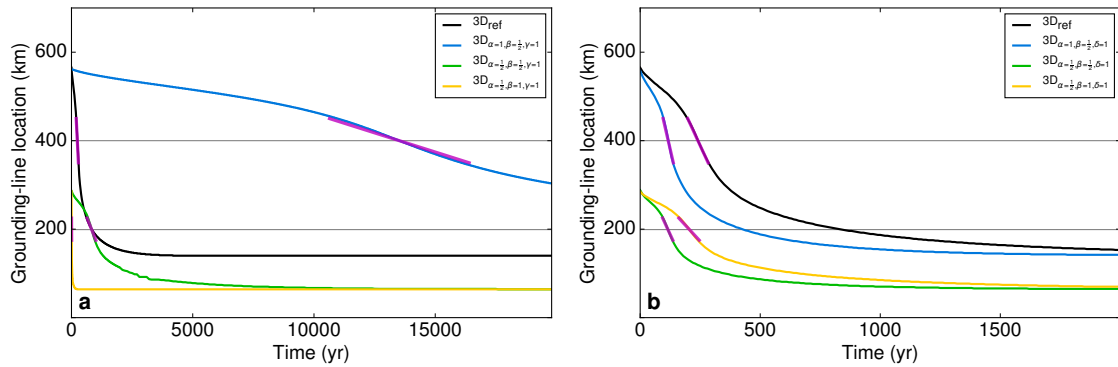 600
400
200
Grounding-line location (km)
3D_ref
3D_α=1,β=½,γ=1
3D_α=½,β=½,γ=1
3D_α=½,β=1,γ=1
a
0
5000
10000
15000
Time (yr)
600
400
200
Grounding-line location (km)
3D_ref
3D_α=1,β=½,δ=1
3D_α=½,β=½,δ=1
3D_α=½,β=1,δ=1
b
0
500
1000
1500
Time (yr)